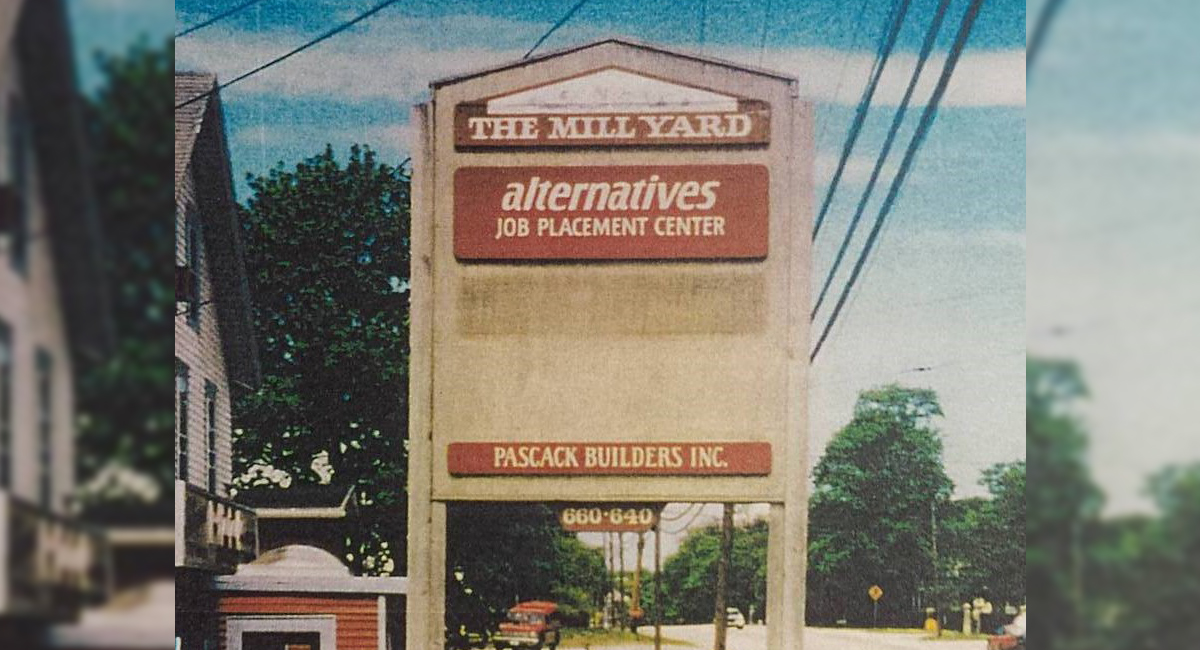 THE MILL YARD
alternatives
JOB PLACEMENT CENTER
PASCACK BUILDERS INC.
660·640